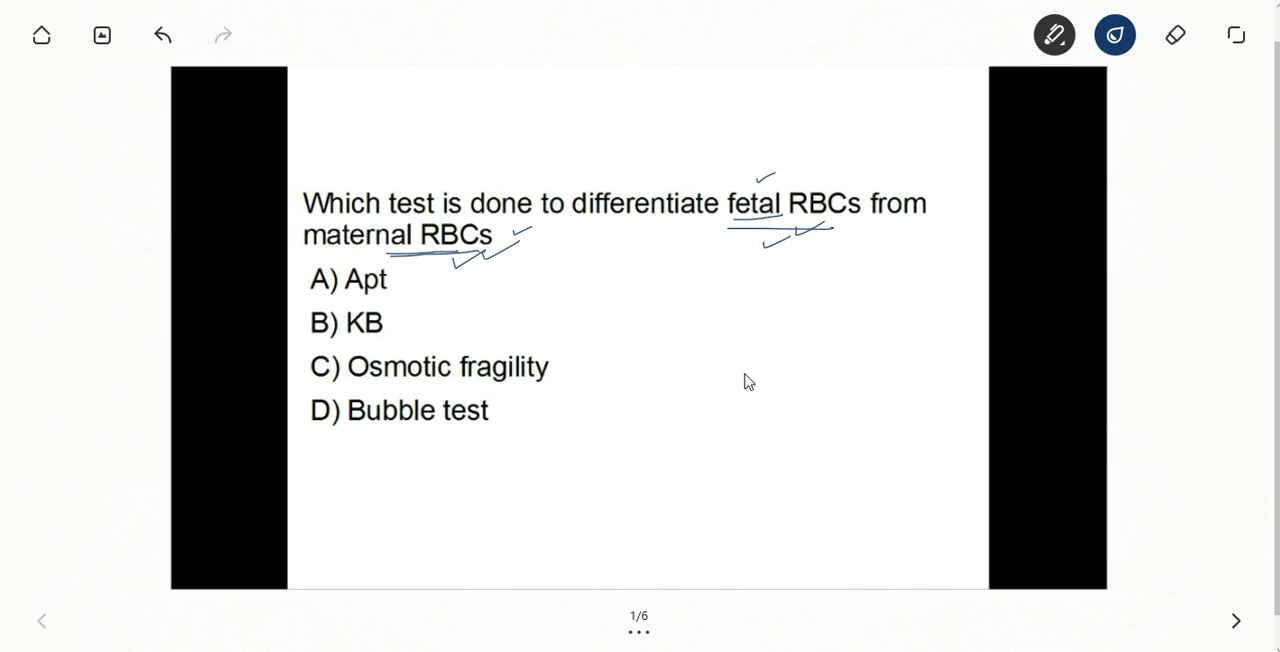 Which test is done to differentiate fetal RBCs from
maternal RBCs
A) Apt
B) KB
C) Osmotic fragility
D) Bubble test
1/6